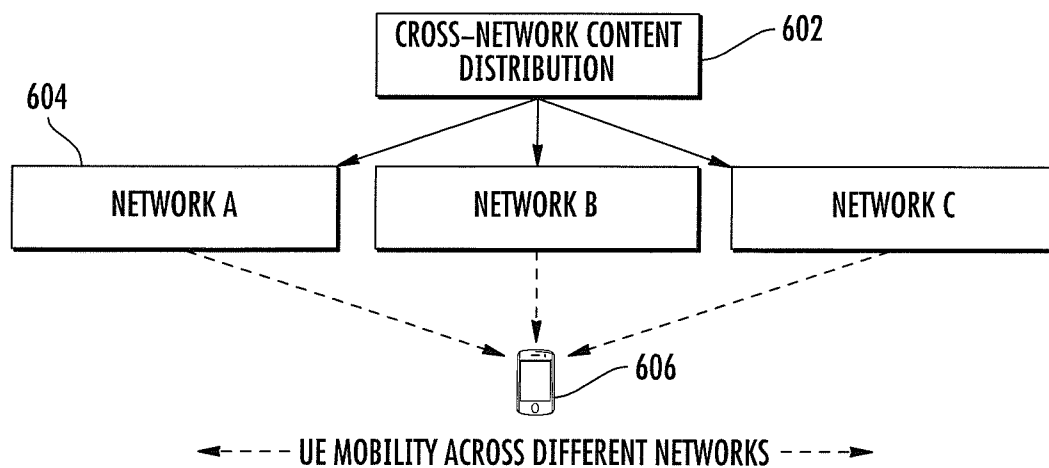 CROSS–NETWORK CONTENT
DISTRIBUTION
602
604
NETWORK A
NETWORK B
NETWORK C
606
UE MOBILITY ACROSS DIFFERENT NETWORKS